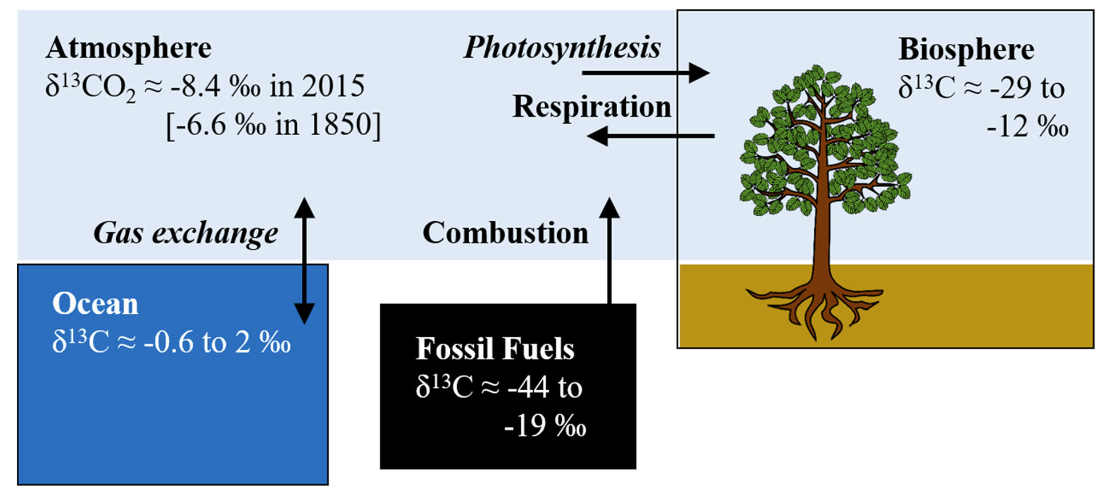 Atmosphere
δ¹³CO₂ ≈ -8.4 ‰ in 2015
[-6.6 ‰ in 1850]
Photosynthesis
Respiration
Biosphere
δ¹³C ≈ -29 to
-12 ‰
Gas exchange
Combustion
Ocean
δ¹³C ≈ -0.6 to 2 ‰
Fossil Fuels
δ¹³C ≈ -44 to
-19 ‰